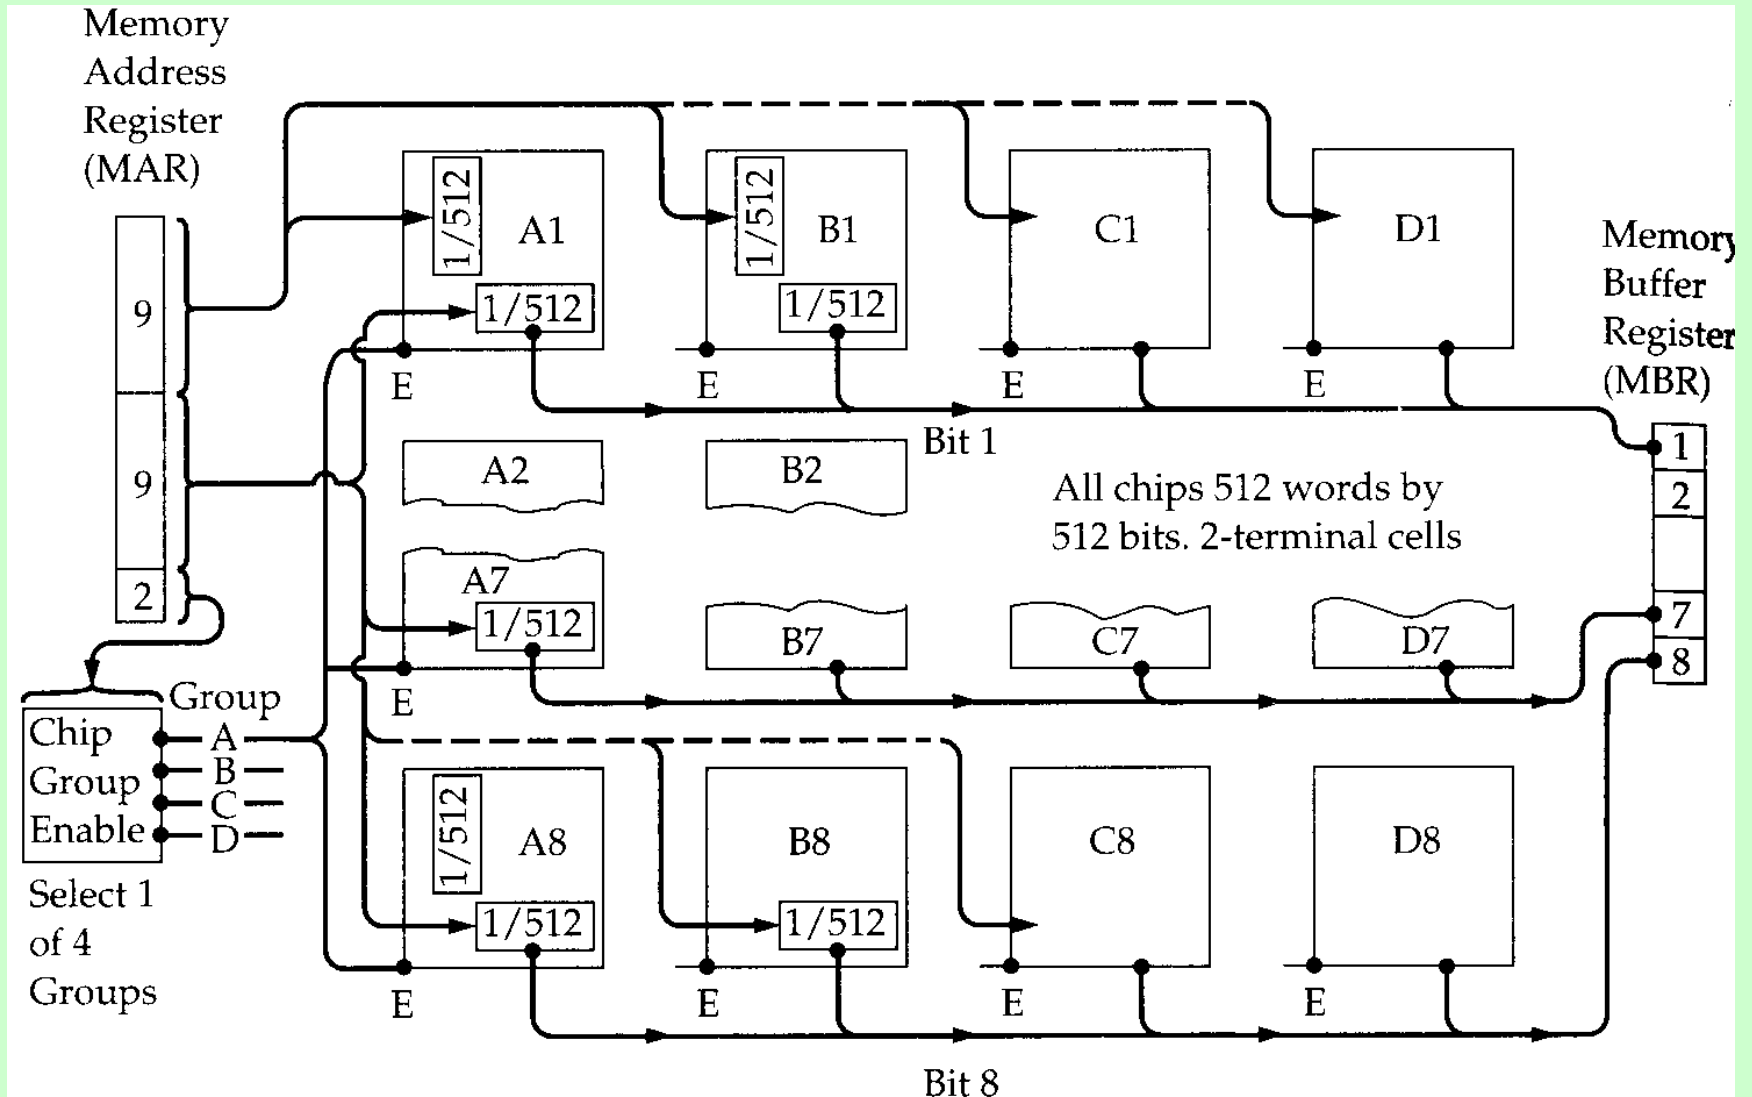 Memory
Address
Register
(MAR)
1/512
A1
1/512
E
1/512
B1
1/512
E
C1
E
D1
E
Memory
Buffer
Register
(MBR)
9
9
2
Bit 1
A2
B2
All chips 512 words by
512 bits. 2-terminal cells
1
2
7
8
A7
1/512
E
B7
C7
D7
Chip
Group
Enable
Group
A
B
C
D
Select 1
of 4
Groups
1/512
A8
1/512
E
B8
1/512
E
C8
E
D8
E
Bit 8